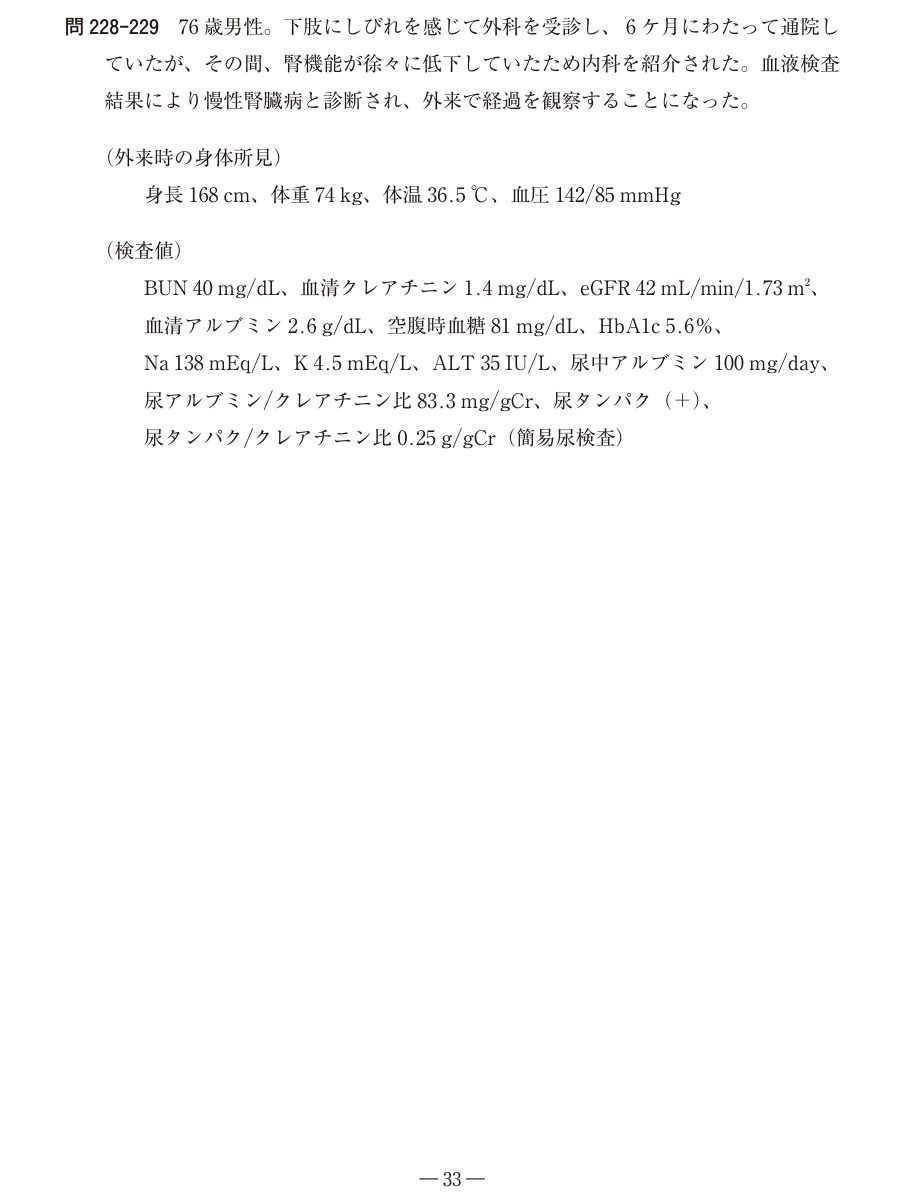 問 228-229 76 歳男性。下肢にしびれを感じて外科を受診し、6 ケ月にわたって通院し
ていたが、その間、腎機能が徐々に低下していたため内科を紹介された。血液検査
結果により慢性腎臓病と診断され、外来で経過を観察することになった。
（外来時の身体所見）
身長 168 cm、体重 74 kg、体温 36.5 ℃、血圧 142/85 mmHg
（検査値）
BUN 40 mg/dL、血清クレアチニン 1.4 mg/dL、eGFR 42 mL/min/1.73 m²、
血清アルブミン 2.6 g/dL、空腹時血糖 81 mg/dL、HbA1c 5.6%、
Na 138 mEq/L、K 4.5 mEq/L、ALT 35 IU/L、尿中アルブミン 100 mg/day、
尿アルブミン/クレアチニン比 83.3 mg/gCr、尿タンパク（＋）、
尿タンパク/クレアチニン比 0.25 g/gCr（簡易尿検査）
― 33 ―